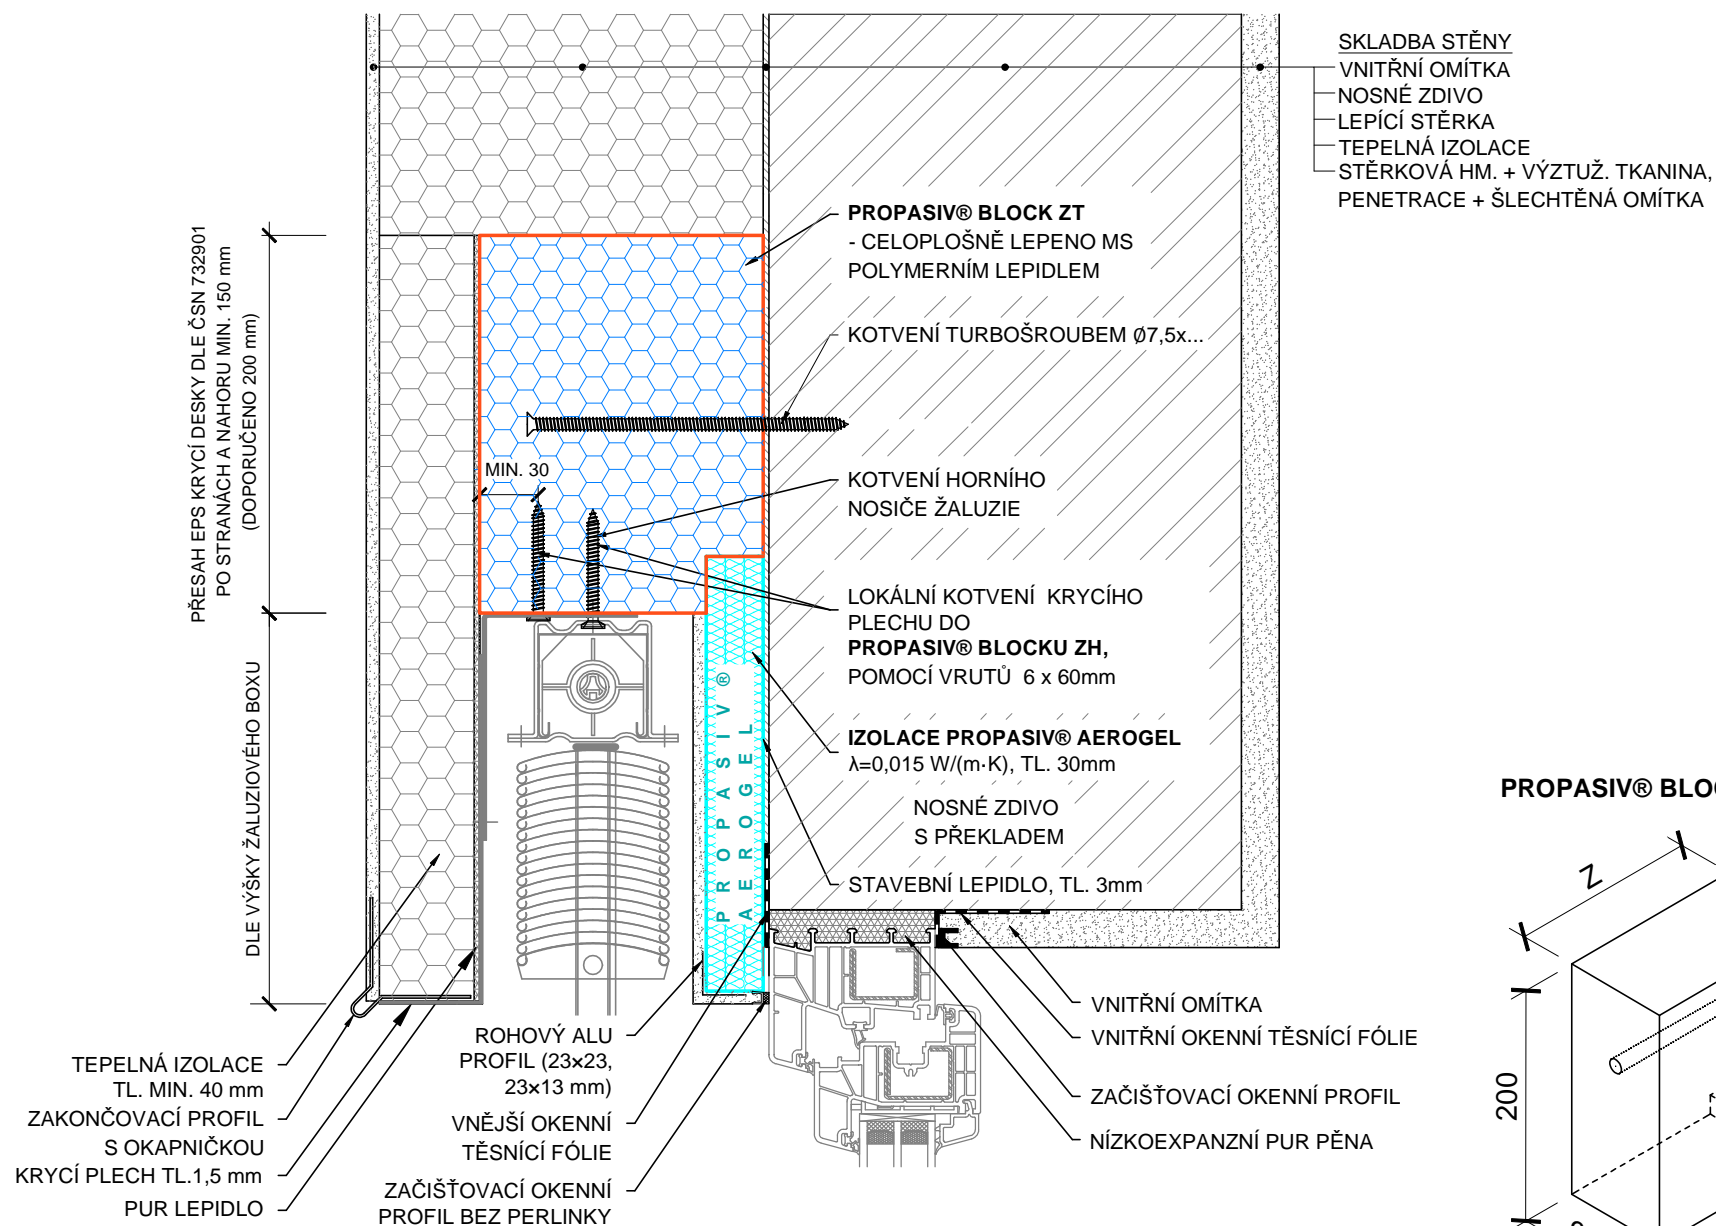 SKLADBA STĚNY
VNITŘNÍ OMÍTKA
NOSNÉ ZDIVO
LEPÍCÍ STĚRKA
TEPELNÁ IZOLACE
STĚRKOVÁ HM. + VÝZTUŽ. TKANINA,
PENETRACE + ŠLECHTĚNÁ OMÍTKA
PROPASIV® BLOCK ZT
- CELOPLOŠNĚ LEPENO MS
POLYMERNÍM LEPIDLEM
KOTVENÍ TURBOŠROUBEM Ø7,5x...
MIN. 30
KOTVENÍ HORNÍHO
NOSIČE ŽALUZIE
LOKÁLNÍ KOTVENÍ KRYCÍHO
PLECHU DO
PROPASIV® BLOCKU ZH,
POMOCÍ VRUTŮ 6 x 60mm
IZOLACE PROPASIV® AEROGEL
λ=0,015 W/(m·K), TL. 30mm
NOSNÉ ZDIVO
S PŘEKLADEM
STAVEBNÍ LEPIDLO, TL. 3mm
PŘESAH EPS KRYCÍ DESKY DLE ČSN 732901
PO STRANÁCH A NAHORU MIN. 150 mm
(DOPORUČENO 200 mm)
DLE VÝŠKY ŽALUZIOVÉHO BOXU
PROPASIV®
AEROGEL
TEPELNÁ IZOLACE
TL. MIN. 40 mm
ZAKONČOVACÍ PROFIL
S OKAPNIČKOU
KRYCÍ PLECH TL.1,5 mm
PUR LEPIDLO
ROHOVÝ ALU
PROFIL (23×23,
23×13 mm)
VNĚJŠÍ OKENNÍ
TĚSNÍCÍ FÓLIE
ZAČIŠŤOVACÍ OKENNÍ
PROFIL BEZ PERLINKY
VNITŘNÍ OMÍTKA
VNITŘNÍ OKENNÍ TĚSNÍCÍ FÓLIE
ZAČIŠŤOVACÍ OKENNÍ PROFIL
NÍZKOEXPANZNÍ PUR PĚNA
PROPASIV®
Z
200